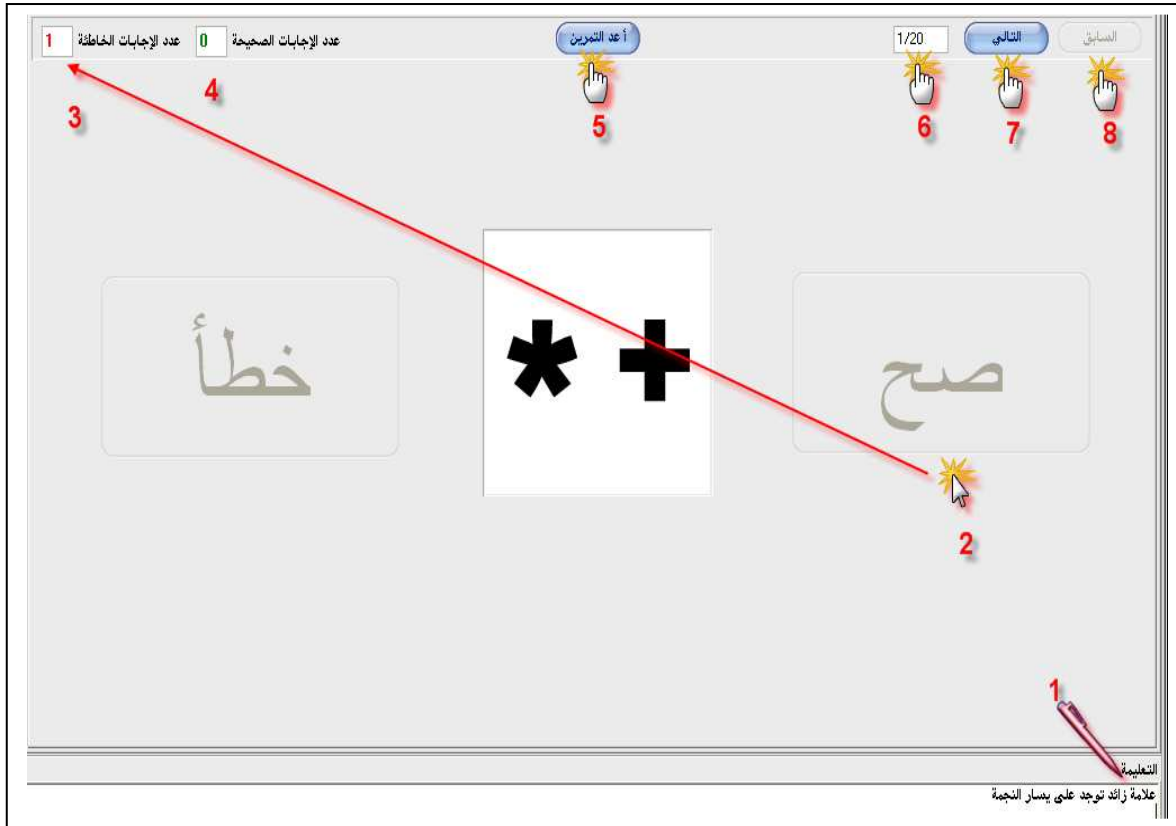 السابق التالي 1/20 أعد التمرين عدد الإجابات الصحيحة 0 عدد الإجابات الخاطئة 1
8 7 6 5 4 3
صح + * خطأ
2
1
التعليمة
علامة زائد توجد على يسار النجمة